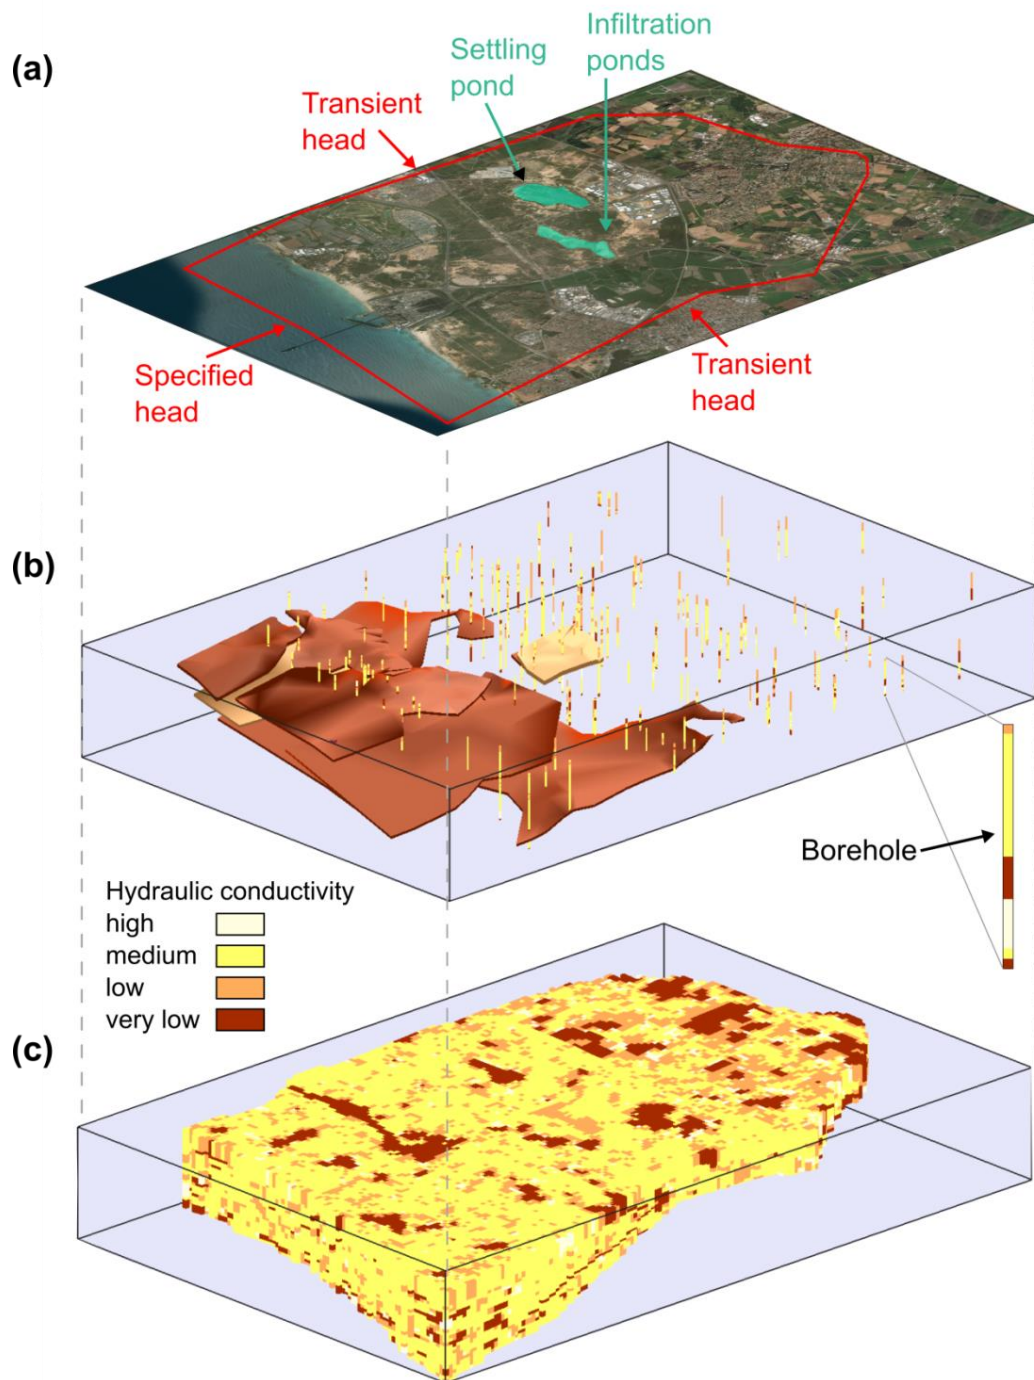 (a)
Settling
pond
Infiltration
ponds
Transient
head
Specified
head
Transient
head
(b)
Borehole
Hydraulic conductivity
high
medium
low
very low
(c)